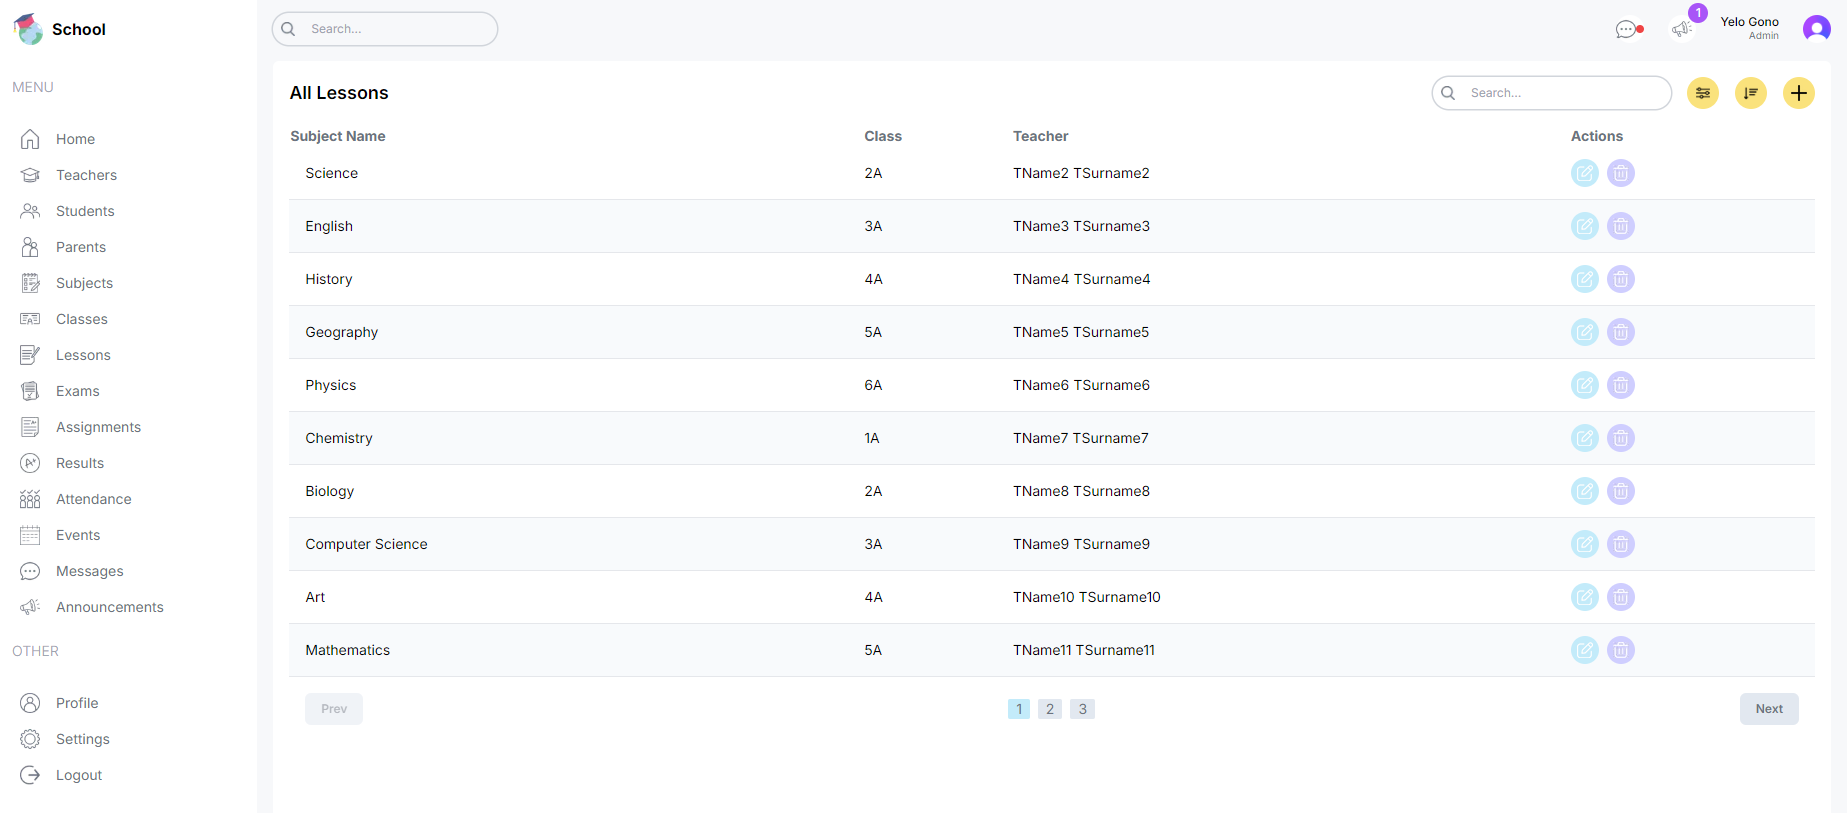 School
Search...
1
Yelo Gono
Admin
MENU
Home
Teachers
Students
Parents
Subjects
Classes
Lessons
Exams
Assignments
Results
Attendance
Events
Messages
Announcements
OTHER
Profile
Settings
Logout
All Lessons
Search...
Subject Name Class Teacher Actions
Science 2A TName2 TSurname2
English 3A TName3 TSurname3
History 4A TName4 TSurname4
Geography 5A TName5 TSurname5
Physics 6A TName6 TSurname6
Chemistry 1A TName7 TSurname7
Biology 2A TName8 TSurname8
Computer Science 3A TName9 TSurname9
Art 4A TName10 TSurname10
Mathematics 5A TName11 TSurname11
Prev 1 2 3 Next